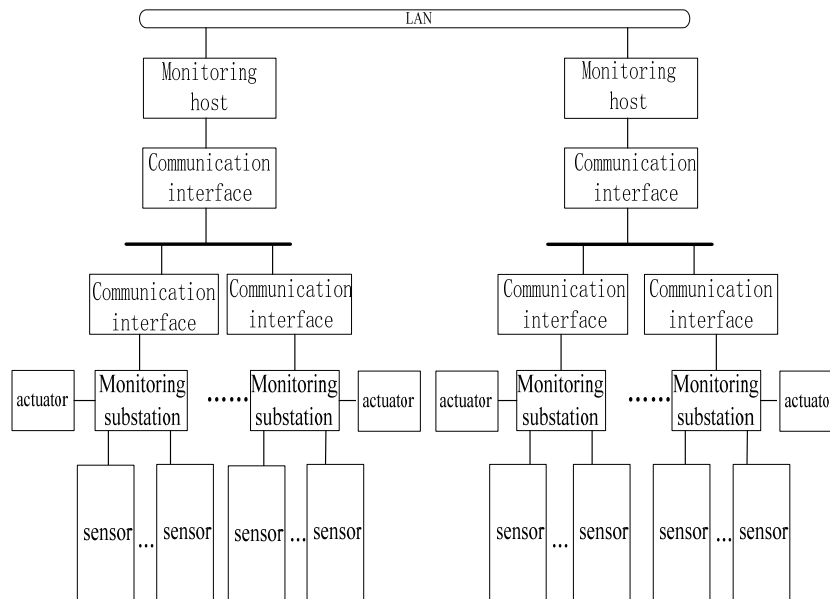 LAN
Monitoring
host
Monitoring
host
Communication
interface
Communication
interface
Communication
interface
Communication
interface
Communication
interface
Communication
interface
actuator
Monitoring
substation
......
Monitoring
substation
actuator
actuator
Monitoring
substation
......
Monitoring
substation
actuator
sensor
...
sensor
sensor
...
sensor
sensor
...
sensor
sensor
...
sensor